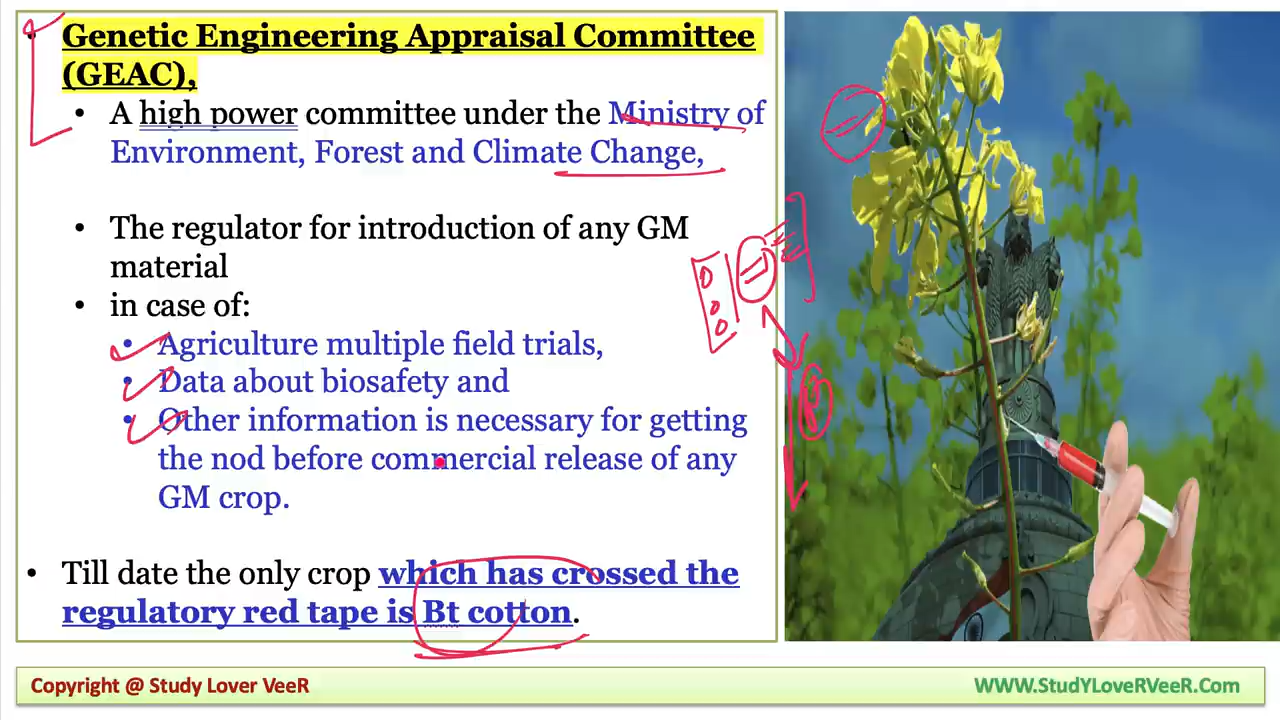 • Genetic Engineering Appraisal Committee
(GEAC),
• A high power committee under the Ministry of
Environment, Forest and Climate Change,
• The regulator for introduction of any GM
material
• in case of:
• Agriculture multiple field trials,
• Data about biosafety and
• Other information is necessary for getting
the nod before commercial release of any
GM crop.
• Till date the only crop which has crossed the
regulatory red tape is Bt cotton.
Copyright @ Study Lover VeeR
WWW.StuDYLoveRVeeR.Com